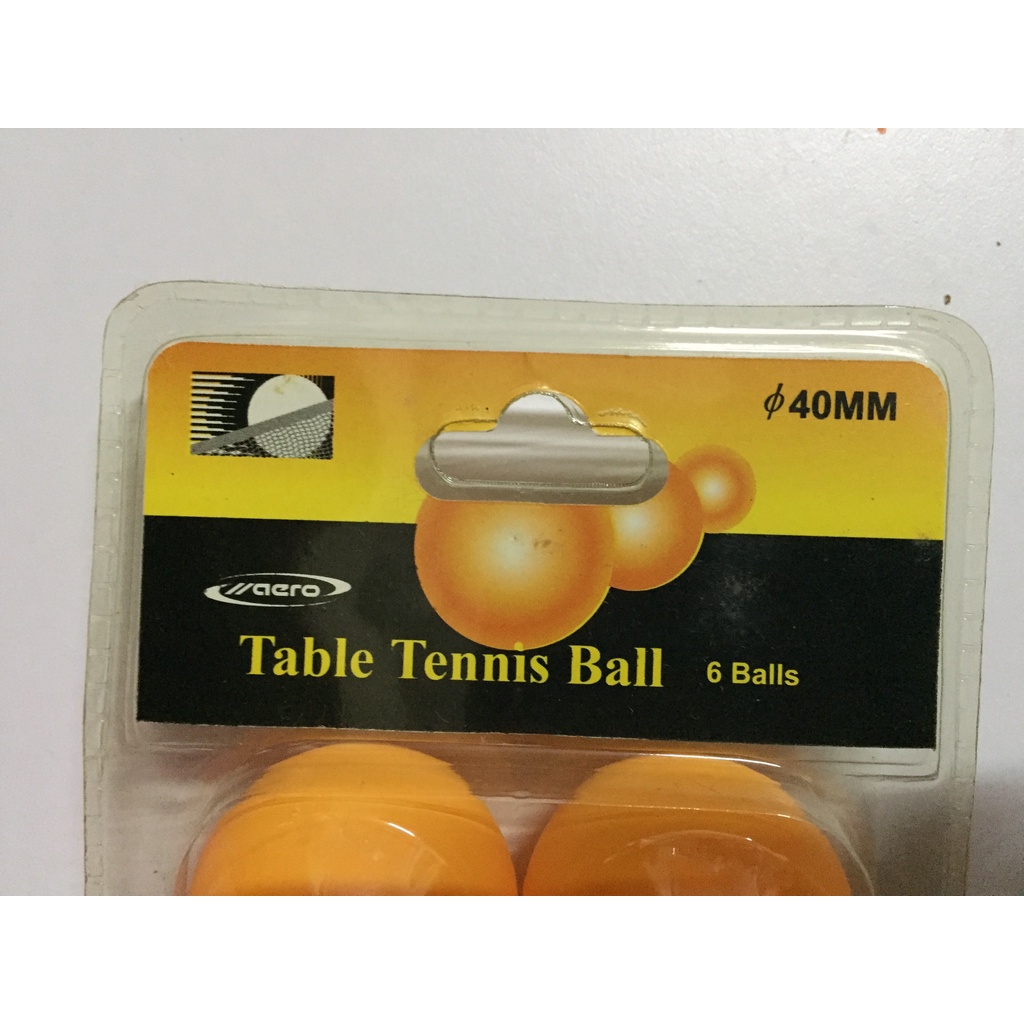 ϕ40MM
aero
Table Tennis Ball 6 Balls